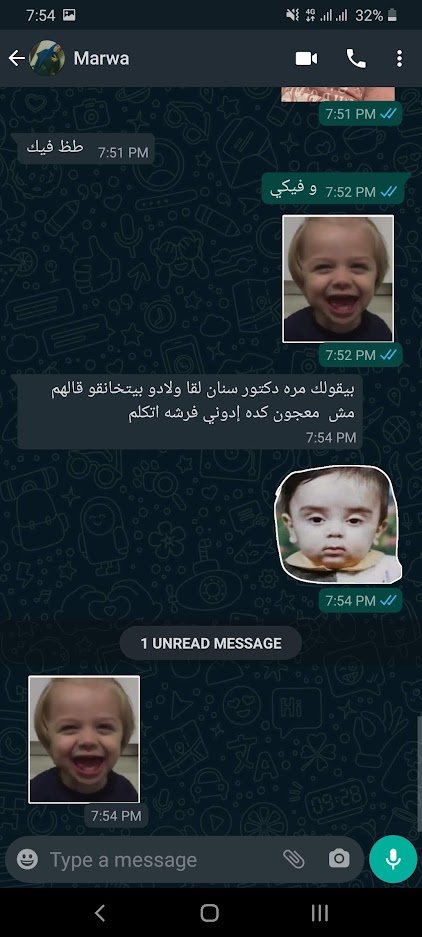 7:54
4G
32%
Marwa
7:51 PM
طظ فيك
7:51 PM
و فيكي
7:52 PM
7:52 PM
بيقولك مره دكتور سنان لقا ولادو بيتخانقو قالهم
مش معجون كده إدوني فرشه اتكلم
7:54 PM
7:54 PM
1 UNREAD MESSAGE
7:54 PM
Type a message